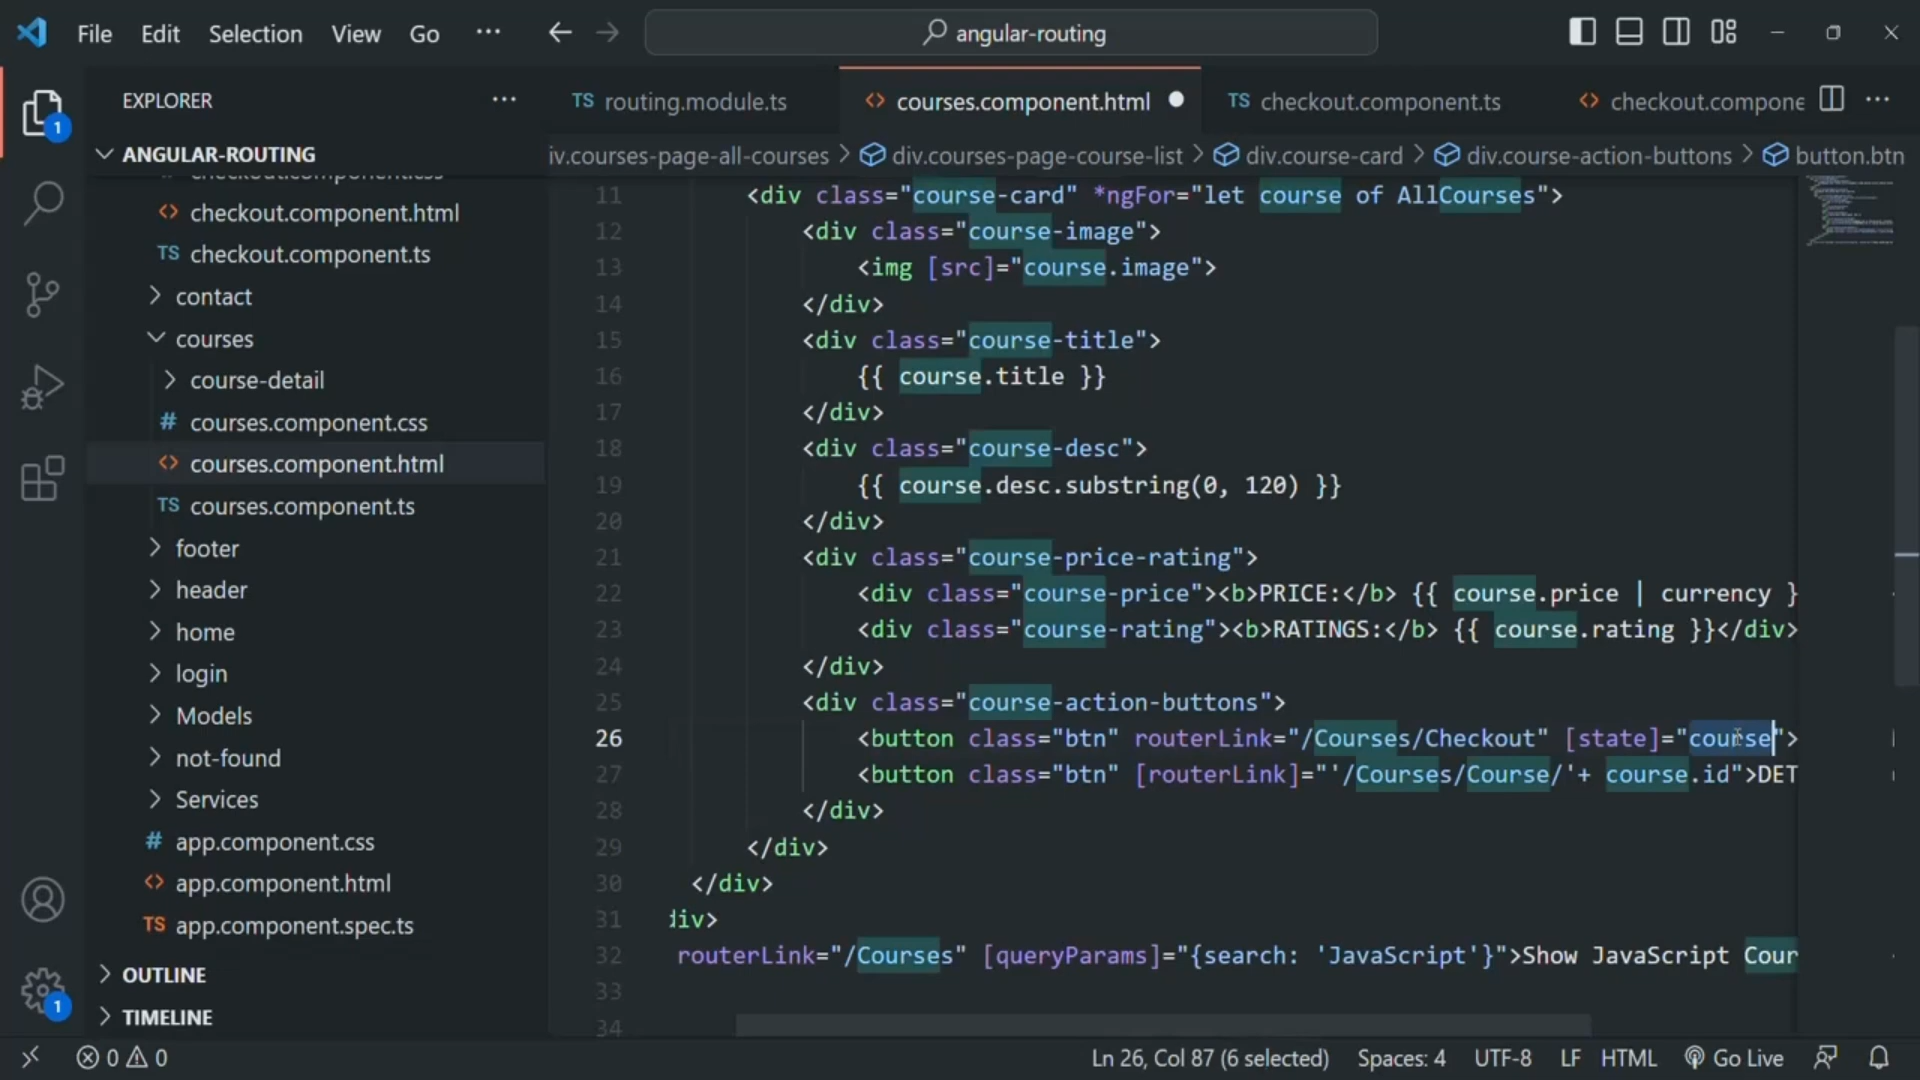 File Edit Selection View Go ··· angular-routing
EXPLORER ···
1
ANGULAR-ROUTING
checkout.component.css
checkout.component.html
checkout.component.ts
contact
courses
course-detail
# courses.component.css
<> courses.component.html
TS courses.component.ts
footer
header
home
login
Models
not-found
Services
# app.component.css
<> app.component.html
TS app.component.spec.ts
OUTLINE
TIMELINE
1
TS routing.module.ts <> courses.component.html TS checkout.component.ts <> checkout.compone ···
iv.courses-page-all-courses > div.courses-page-course-list > div.course-card > div.course-action-buttons > button.btn
11 <div class="course-card" *ngFor="let course of AllCourses">
12 <div class="course-image">
13 <img [src]="course.image">
14 </div>
15 <div class="course-title">
16 {{ course.title }}
17 </div>
18 <div class="course-desc">
19 {{ course.desc.substring(0, 120) }}
20 </div>
21 <div class="course-price-rating">
22 <div class="course-price"><b>PRICE:</b> {{ course.price | currency }
23 <div class="course-rating"><b>RATINGS:</b> {{ course.rating }}</div>
24 </div>
25 <div class="course-action-buttons">
26 <button class="btn" routerLink="/Courses/Checkout" [state]="course">
27 <button class="btn" [routerLink]="'/Courses/Course/'+ course.id">DET
28 </div>
29 </div>
30 </div>
31 div>
32 routerLink="/Courses" [queryParams]="{search: 'JavaScript'}">Show JavaScript Cour
33
34
0 0 Ln 26, Col 87 (6 selected) Spaces: 4 UTF-8 LF HTML Go Live